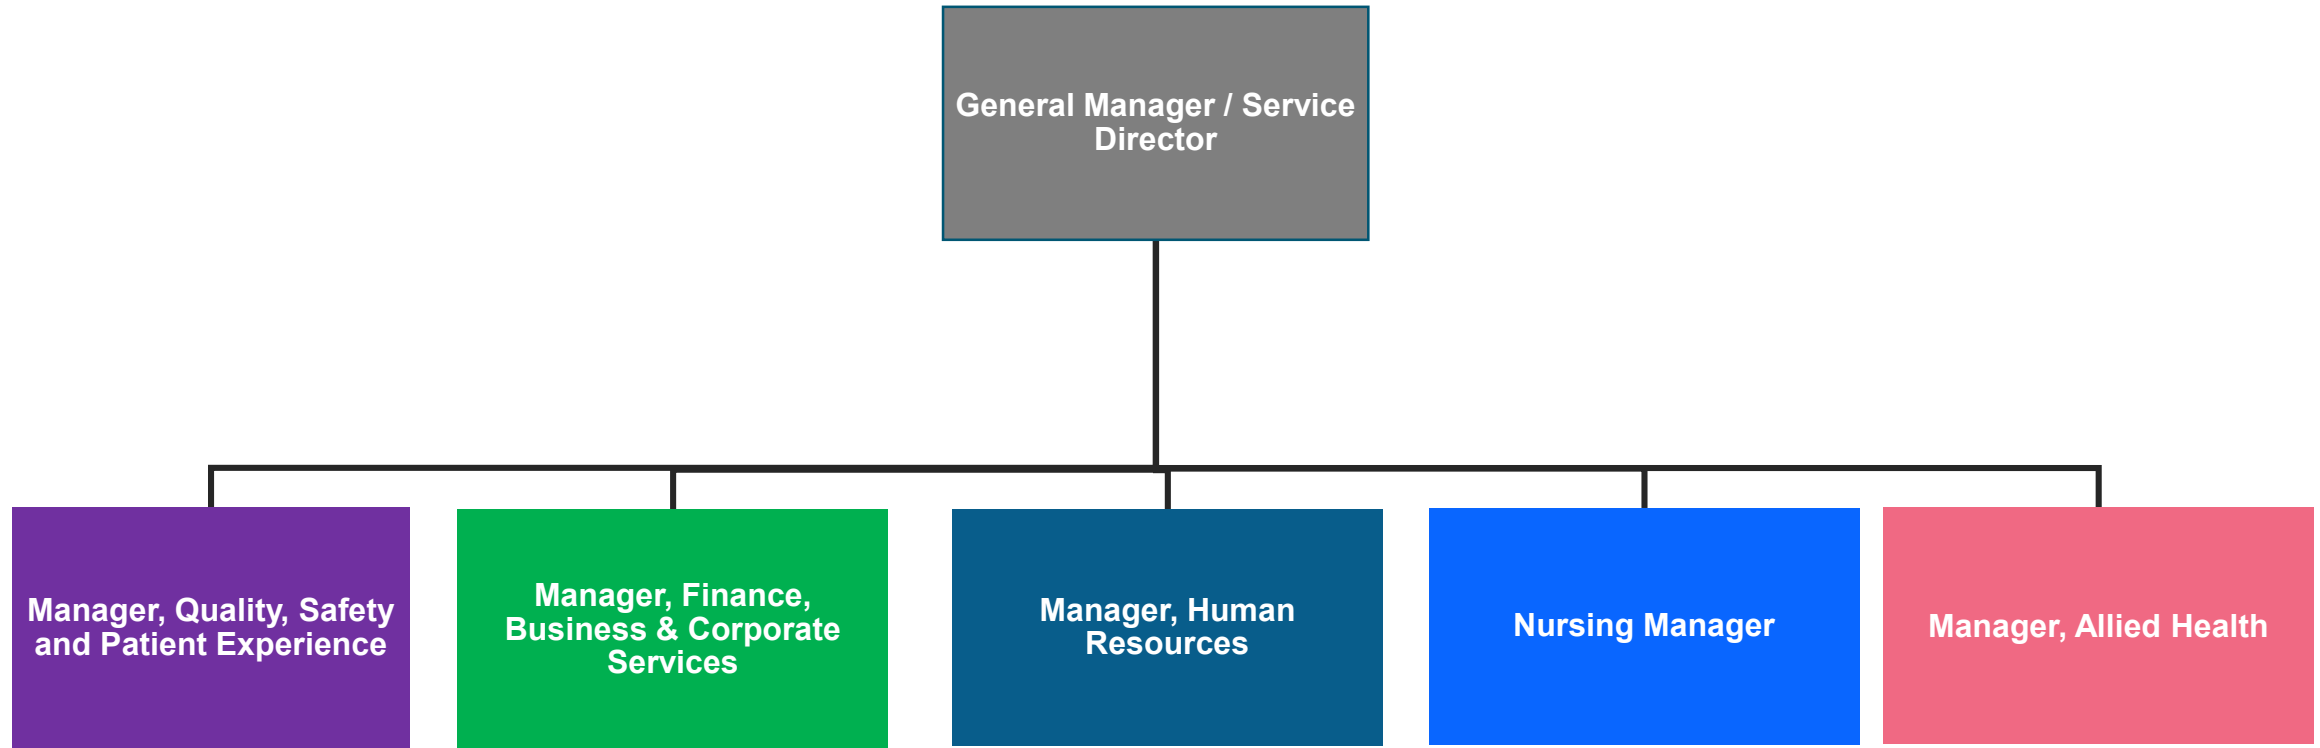 General Manager / Service
Director
Manager, Quality, Safety
and Patient Experience
Manager, Finance,
Business & Corporate
Services
Manager, Human
Resources
Nursing Manager
Manager, Allied Health